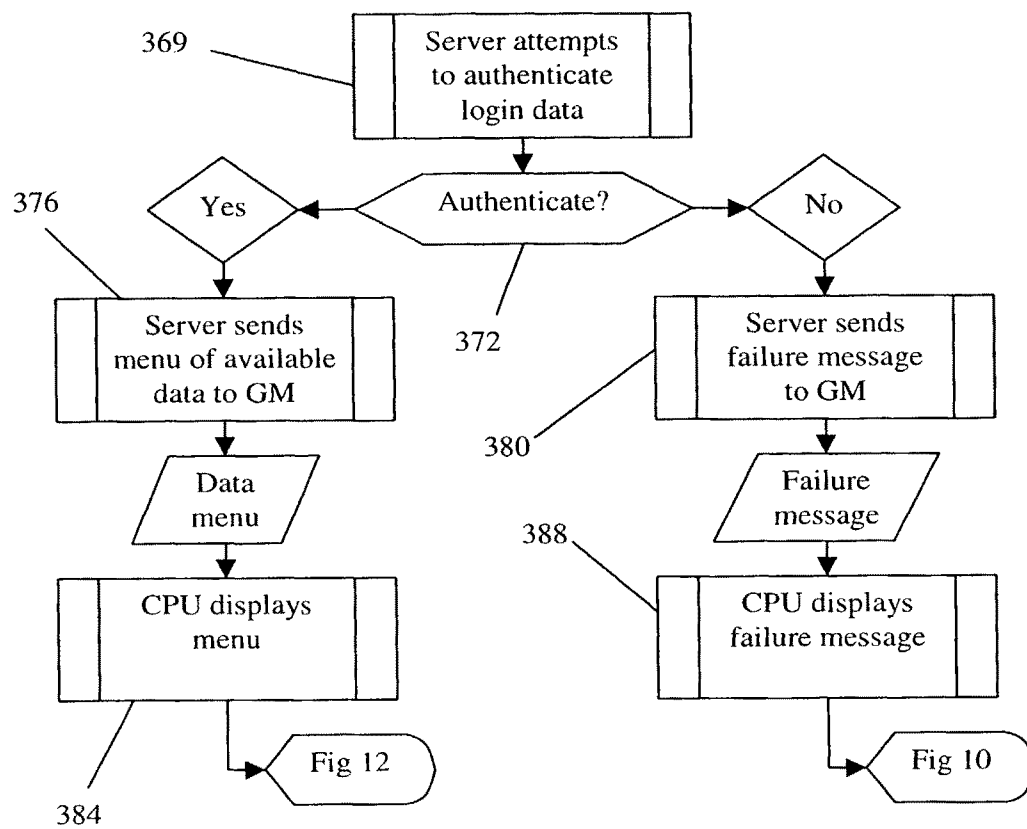 369
Server attempts
to authenticate
login data
376
Yes
Authenticate?
No
372
Server sends
menu of available
data to GM
Server sends
failure message
to GM
380
Data
menu
Failure
message
388
CPU displays
menu
CPU displays
failure message
Fig 12
Fig 10
384